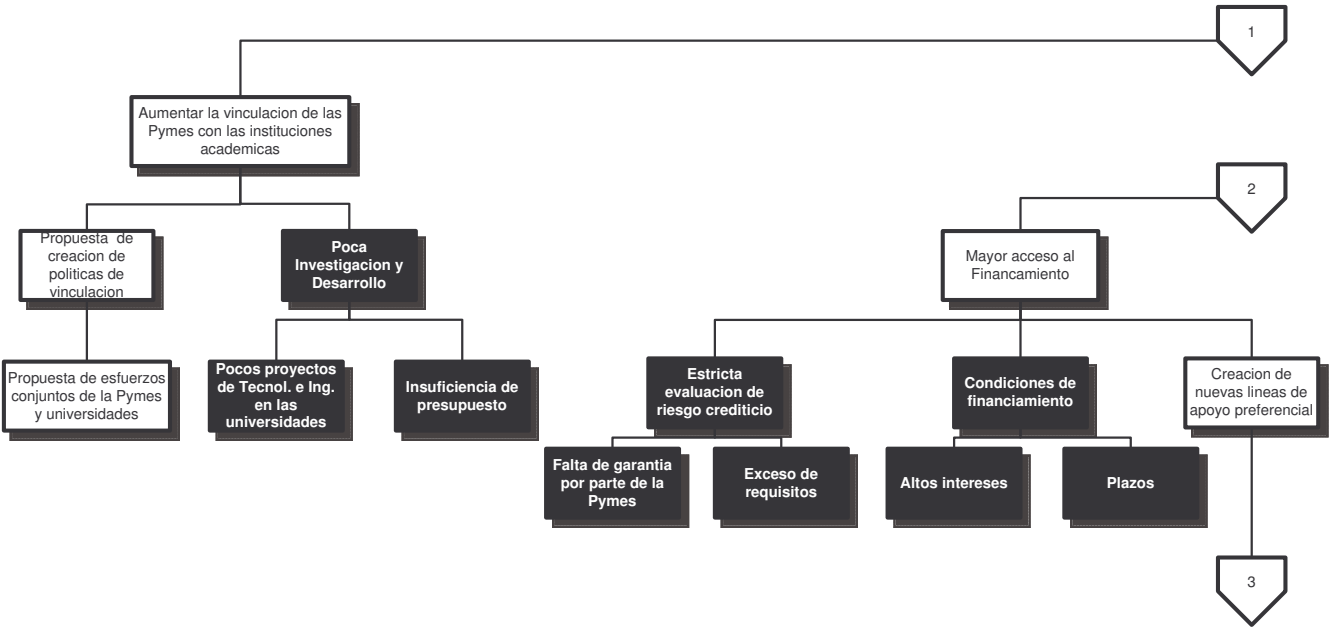 1
Aumentar la vinculacion de las
Pymes con las instituciones
academicas
2
Propuesta de
creacion de
politicas de
vinculacion
Poca
Investigacion y
Desarrollo
Mayor acceso al
Financamiento
Propuesta de esfuerzos
conjuntos de la Pymes
y universidades
Pocos proyectos
de Tecnol. e Ing.
en las
universidades
Insuficiencia de
presupuesto
Estricta
evaluacion de
riesgo crediticio
Condiciones de
financiamiento
Creacion de
nuevas lineas de
apoyo preferencial
Falta de garantia
por parte de la
Pymes
Exceso de
requisitos
Altos intereses
Plazos
3